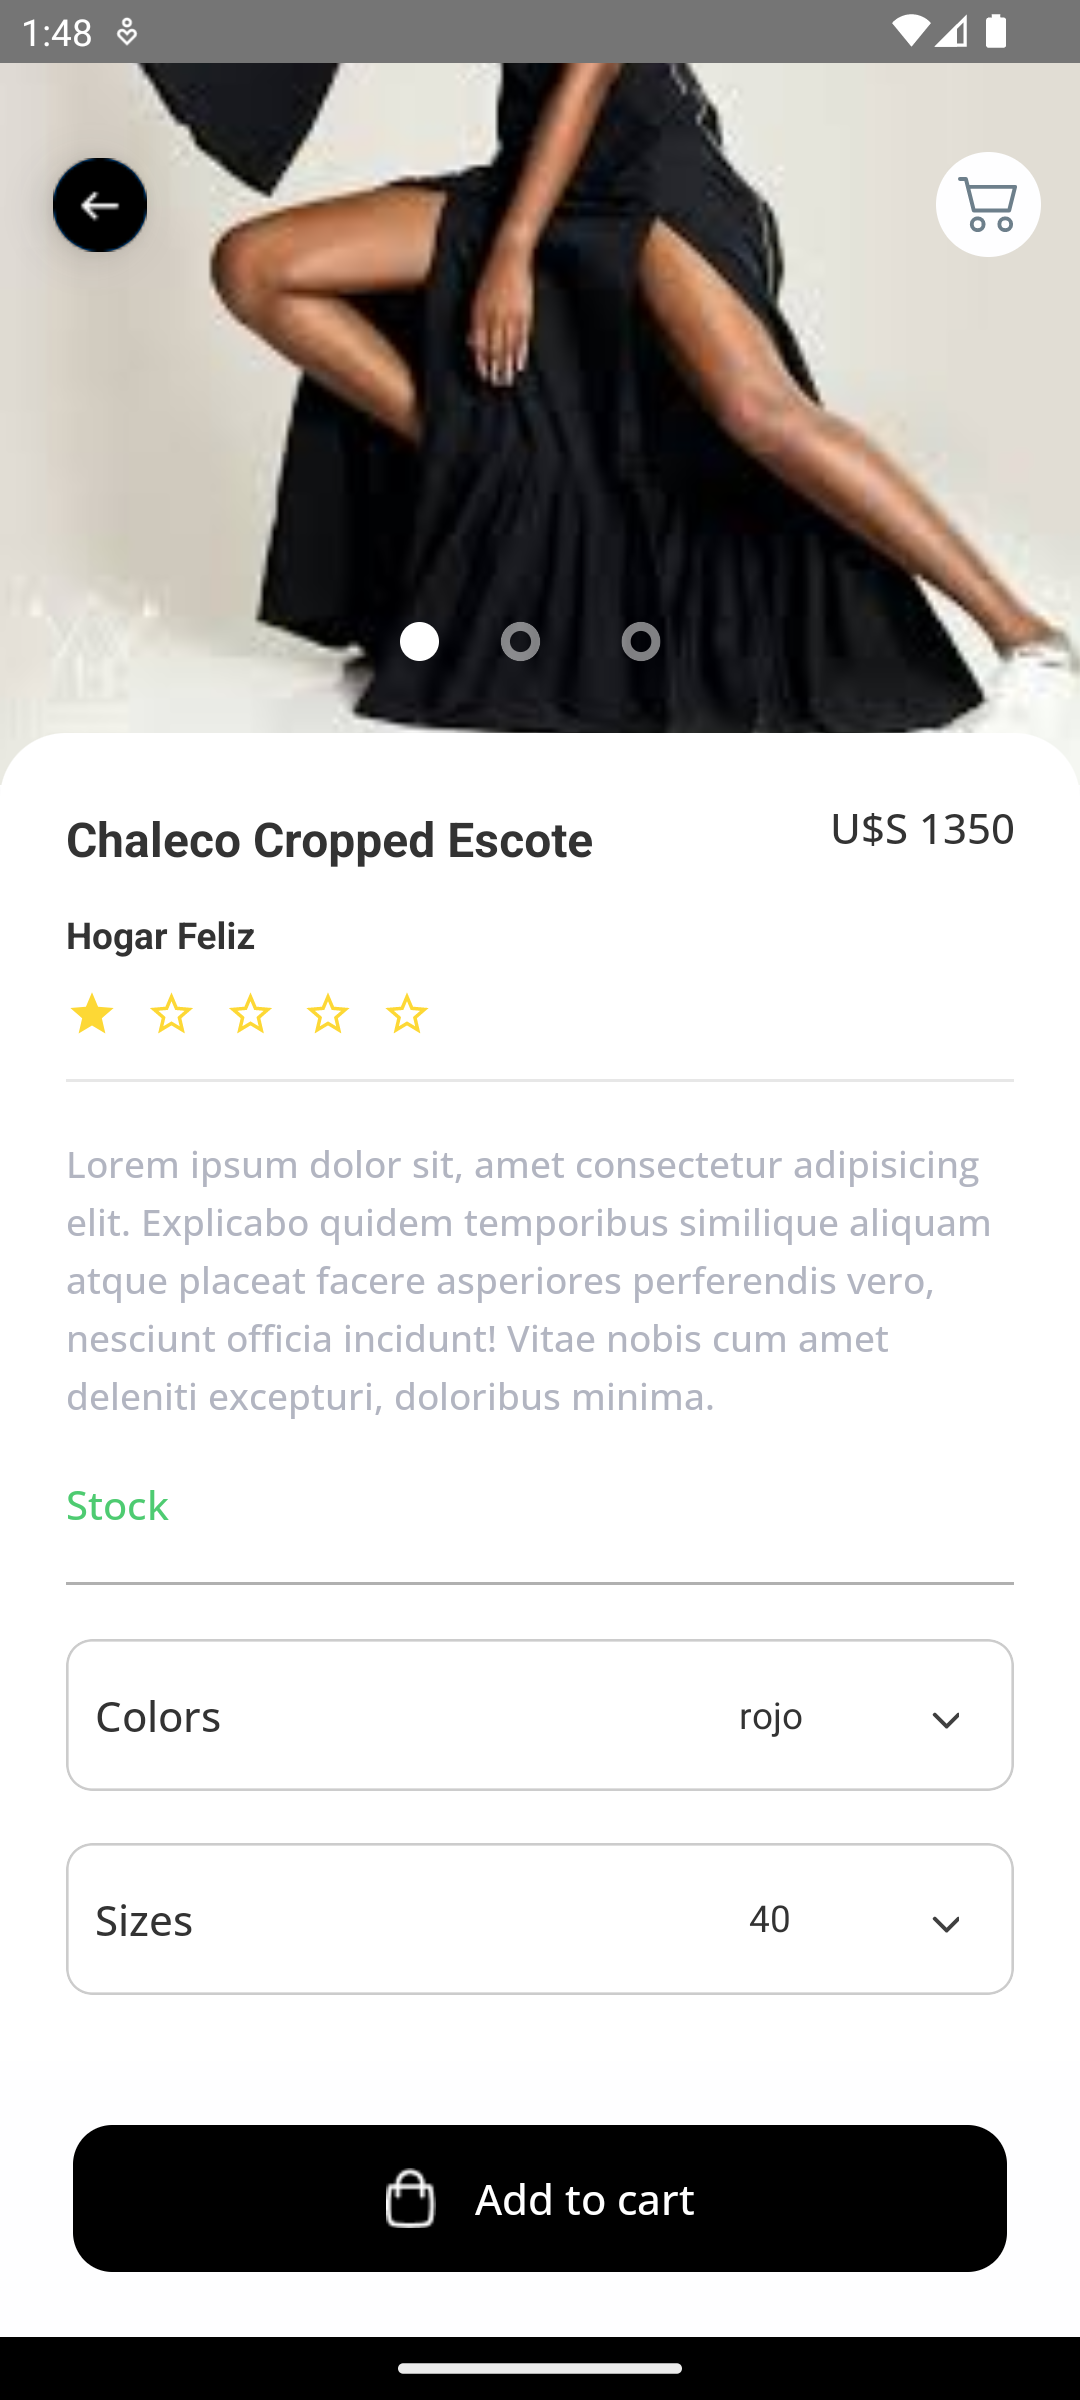 1:48
Chaleco Cropped Escote
U$S 1350
Hogar Feliz
Lorem ipsum dolor sit, amet consectetur adipisicing
elit. Explicabo quidem temporibus similique aliquam
atque placeat facere asperiores perferendis vero,
nesciunt officia incidunt! Vitae nobis cum amet
deleniti excepturi, doloribus minima.
Stock
Colors rojo
Sizes 40
Add to cart